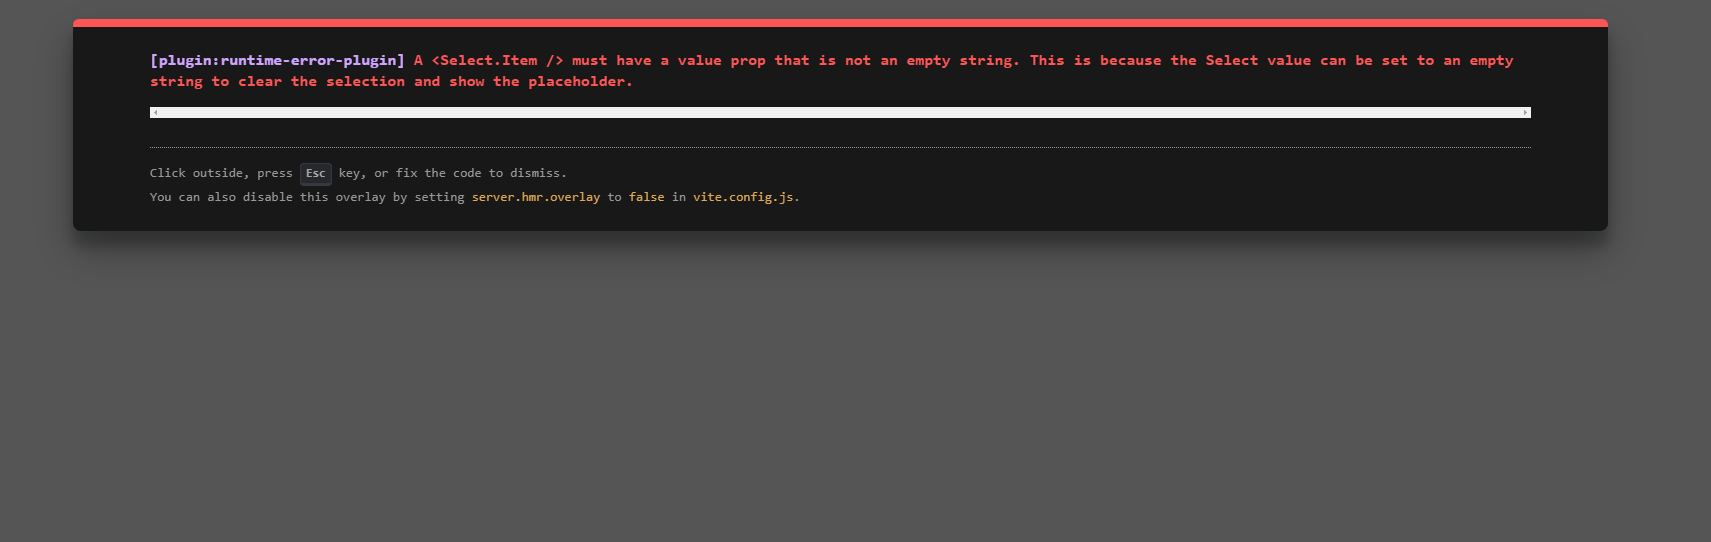 [plugin:runtime-error-plugin] A <Select.Item /> must have a value prop that is not an empty string. This is because the Select value can be set to an empty
string to clear the selection and show the placeholder.
Click outside, press Esc key, or fix the code to dismiss.
You can also disable this overlay by setting server.hmr.overlay to false in vite.config.js.